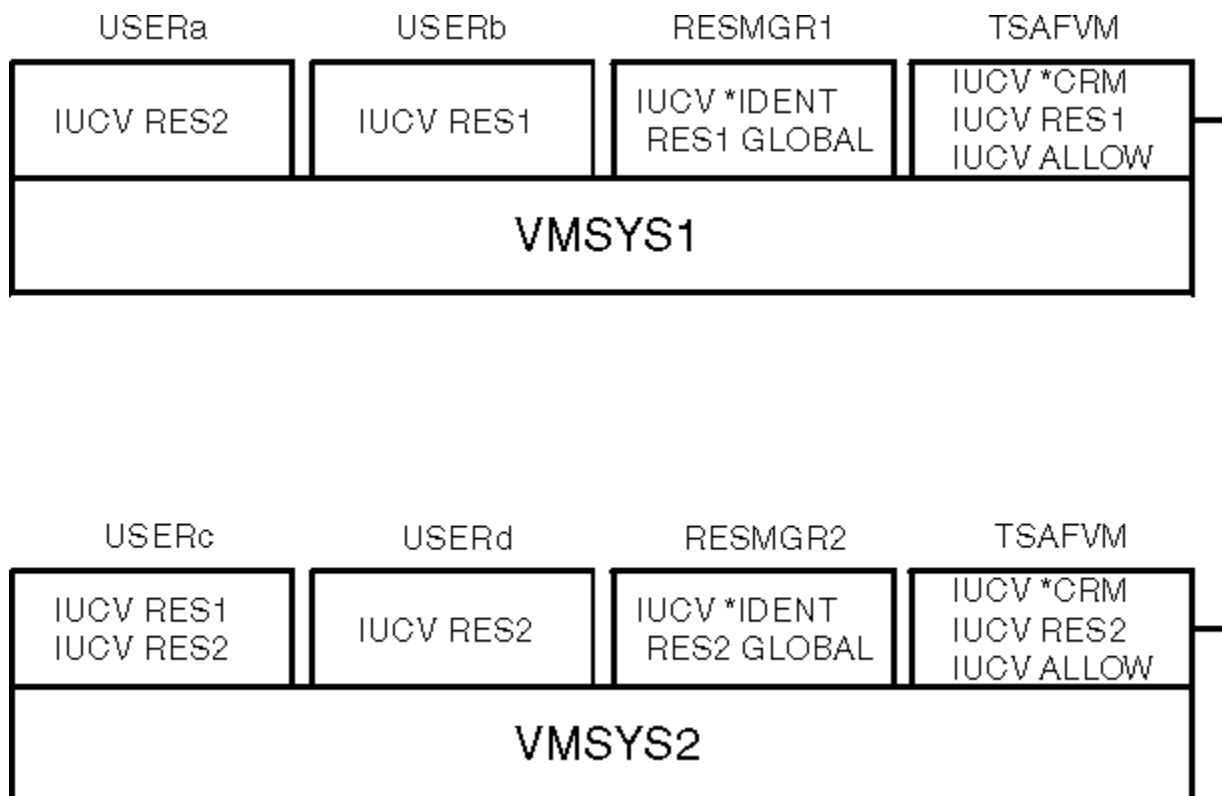 USERa
USERb
RESMGR1
TSAFVM
IUCV RES2
IUCV RES1
IUCV *IDENT
RES1 GLOBAL
IUCV *CRM
IUCV RES1
IUCV ALLOW
VMSYS1
USERc
USERd
RESMGR2
TSAFVM
IUCV RES1
IUCV RES2
IUCV RES2
IUCV *IDENT
RES2 GLOBAL
IUCV *CRM
IUCV RES2
IUCV ALLOW
VMSYS2